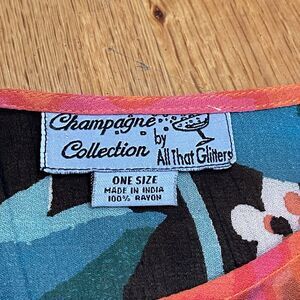 Champagne
by
Collection All That Glitters
ONE SIZE
MADE IN INDIA
100% RAYON